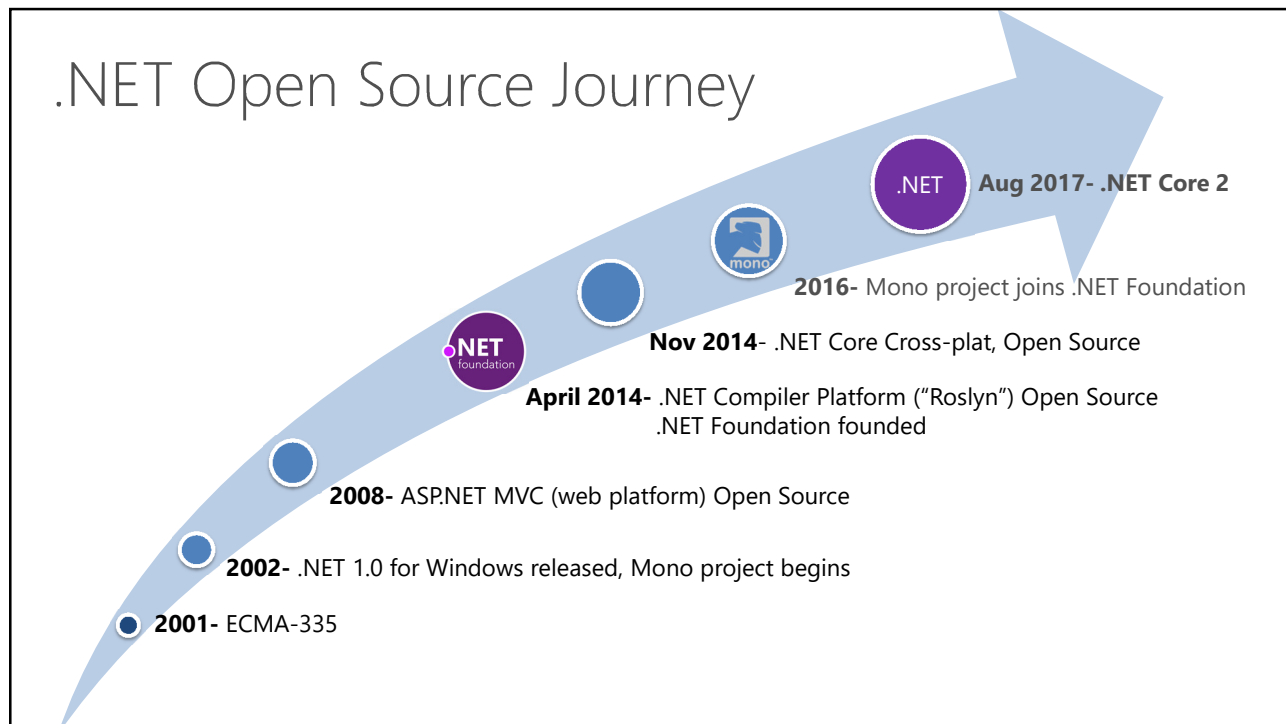 .NET Open Source Journey
.NET
Aug 2017- .NET Core 2
mono
2016- Mono project joins .NET Foundation
Nov 2014- .NET Core Cross-plat, Open Source
.NET
foundation
April 2014- .NET Compiler Platform (“Roslyn”) Open Source
.NET Foundation founded
2008- ASP.NET MVC (web platform) Open Source
2002- .NET 1.0 for Windows released, Mono project begins
2001- ECMA-335